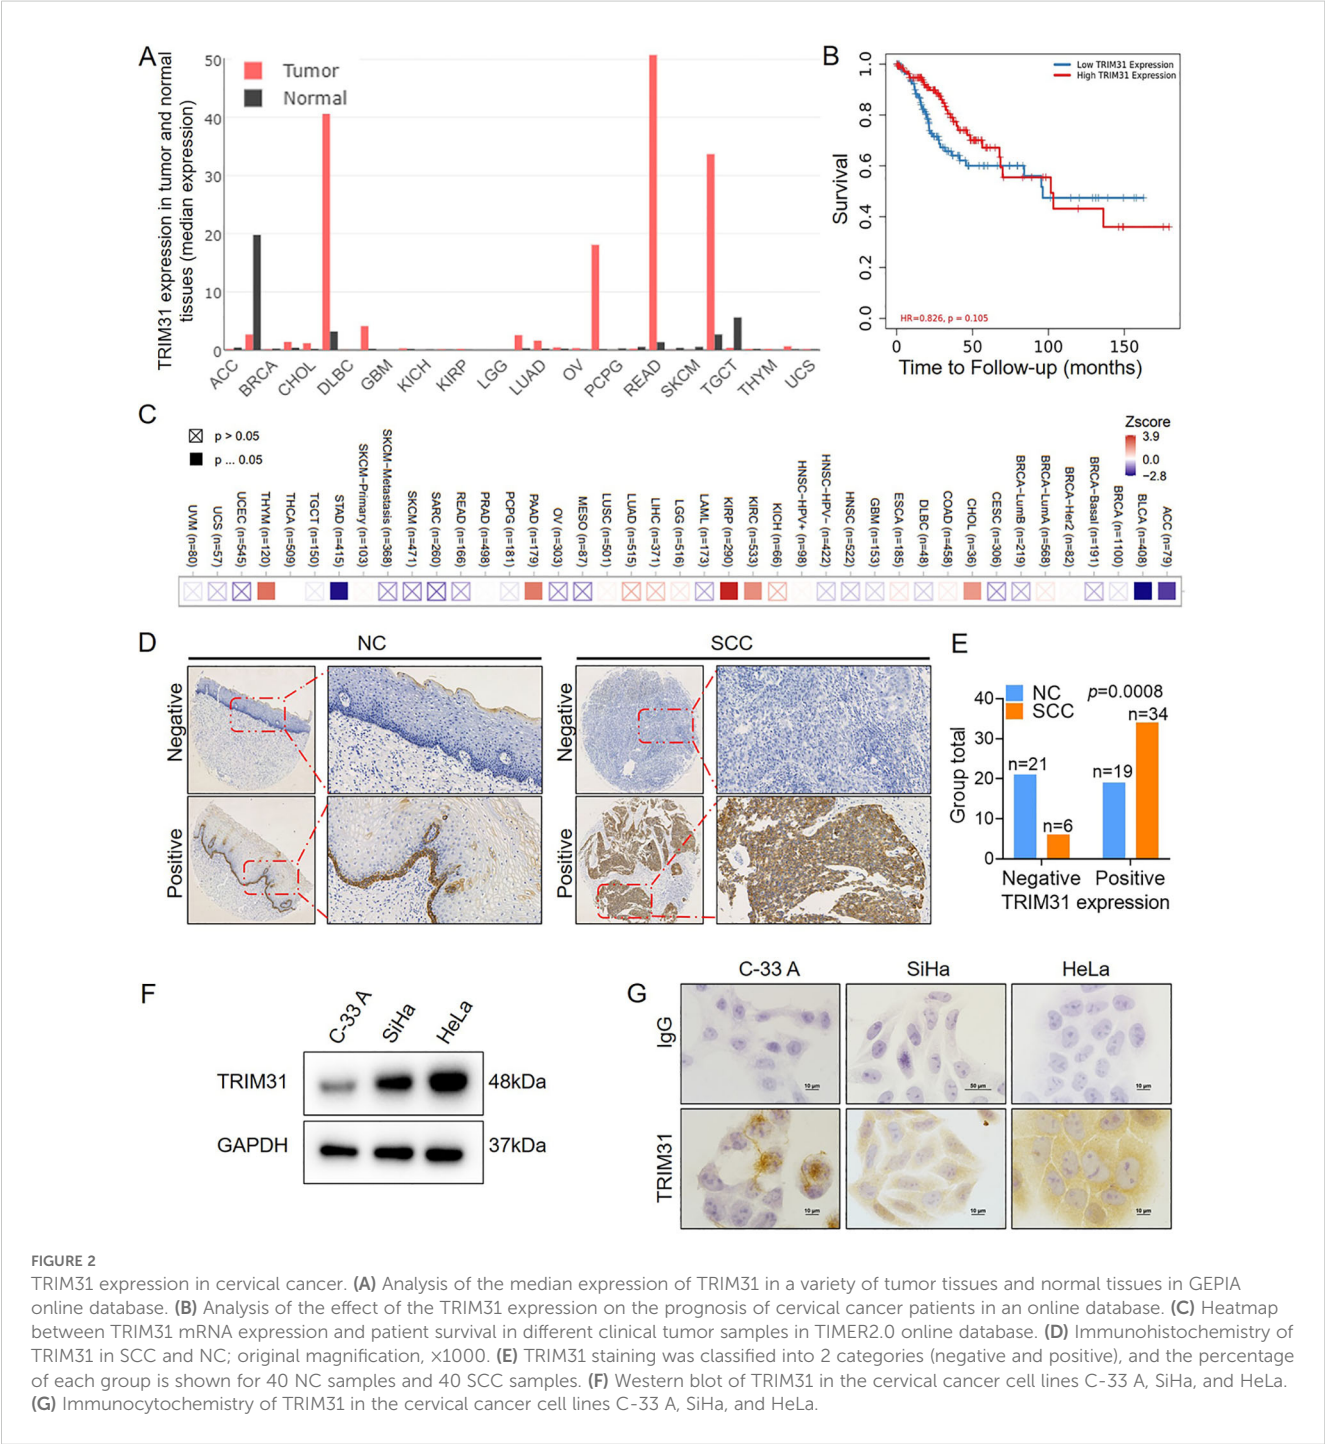 A
TRIM31 expression in tumor and normal
tissues (median expression)
50
40
30
20
10
0
Tumor
Normal
ACC
BRCA
CHOL
DLBC
GBM
KICH
KIRP
LGG
LUAD
OV
PCPG
READ
SKCM
TGCT
THYM
UCS
B
Survival
1.0
0.8
0.6
0.4
0.2
0.0
Low TRIM31 Expression
High TRIM31 Expression
HR=0.826, p = 0.105
0
50
100
150
Time to Follow-up (months)
C
p > 0.05
p ... 0.05
Zscore
3.9
0.0
−2.8
UVM (n=80)
UCS (n=57)
UCEC (n=545)
THYM (n=120)
THCA (n=509)
TGCT (n=150)
STAD (n=415)
SKCM−Primary (n=103)
SKCM−Metastasis (n=368)
SKCM (n=471)
SARC (n=260)
READ (n=166)
PRAD (n=498)
PCPG (n=181)
PAAD (n=179)
OV (n=303)
MESO (n=87)
LUSC (n=501)
LUAD (n=515)
LIHC (n=371)
LGG (n=516)
LAML (n=173)
KIRP (n=290)
KIRC (n=533)
KICH (n=66)
HNSC−HPV+ (n=98)
HNSC−HPV− (n=422)
HNSC (n=522)
GBM (n=153)
ESCA (n=185)
DLBC (n=48)
COAD (n=458)
CHOL (n=36)
CESC (n=306)
BRCA−LumB (n=219)
BRCA−LumA (n=568)
BRCA−Her2 (n=82)
BRCA−Basal (n=191)
BRCA (n=1100)
BLCA (n=408)
ACC (n=79)
D
NC
SCC
Negative
Positive
Negative
Positive
E
Group total
40
30
20
10
0
NC
SCC
p=0.0008
n=21
n=6
n=19
n=34
Negative Positive
TRIM31 expression
F
C-33 A
SiHa
HeLa
TRIM31
48kDa
GAPDH
37kDa
G
C-33 A
SiHa
HeLa
IgG
TRIM31
10 μm
50 μm
10 μm
10 μm
10 μm
10 μm
FIGURE 2
TRIM31 expression in cervical cancer. (A) Analysis of the median expression of TRIM31 in a variety of tumor tissues and normal tissues in GEPIA
online database. (B) Analysis of the effect of the TRIM31 expression on the prognosis of cervical cancer patients in an online database. (C) Heatmap
between TRIM31 mRNA expression and patient survival in different clinical tumor samples in TIMER2.0 online database. (D) Immunohistochemistry of
TRIM31 in SCC and NC; original magnification, ×1000. (E) TRIM31 staining was classified into 2 categories (negative and positive), and the percentage
of each group is shown for 40 NC samples and 40 SCC samples. (F) Western blot of TRIM31 in the cervical cancer cell lines C-33 A, SiHa, and HeLa.
(G) Immunocytochemistry of TRIM31 in the cervical cancer cell lines C-33 A, SiHa, and HeLa.